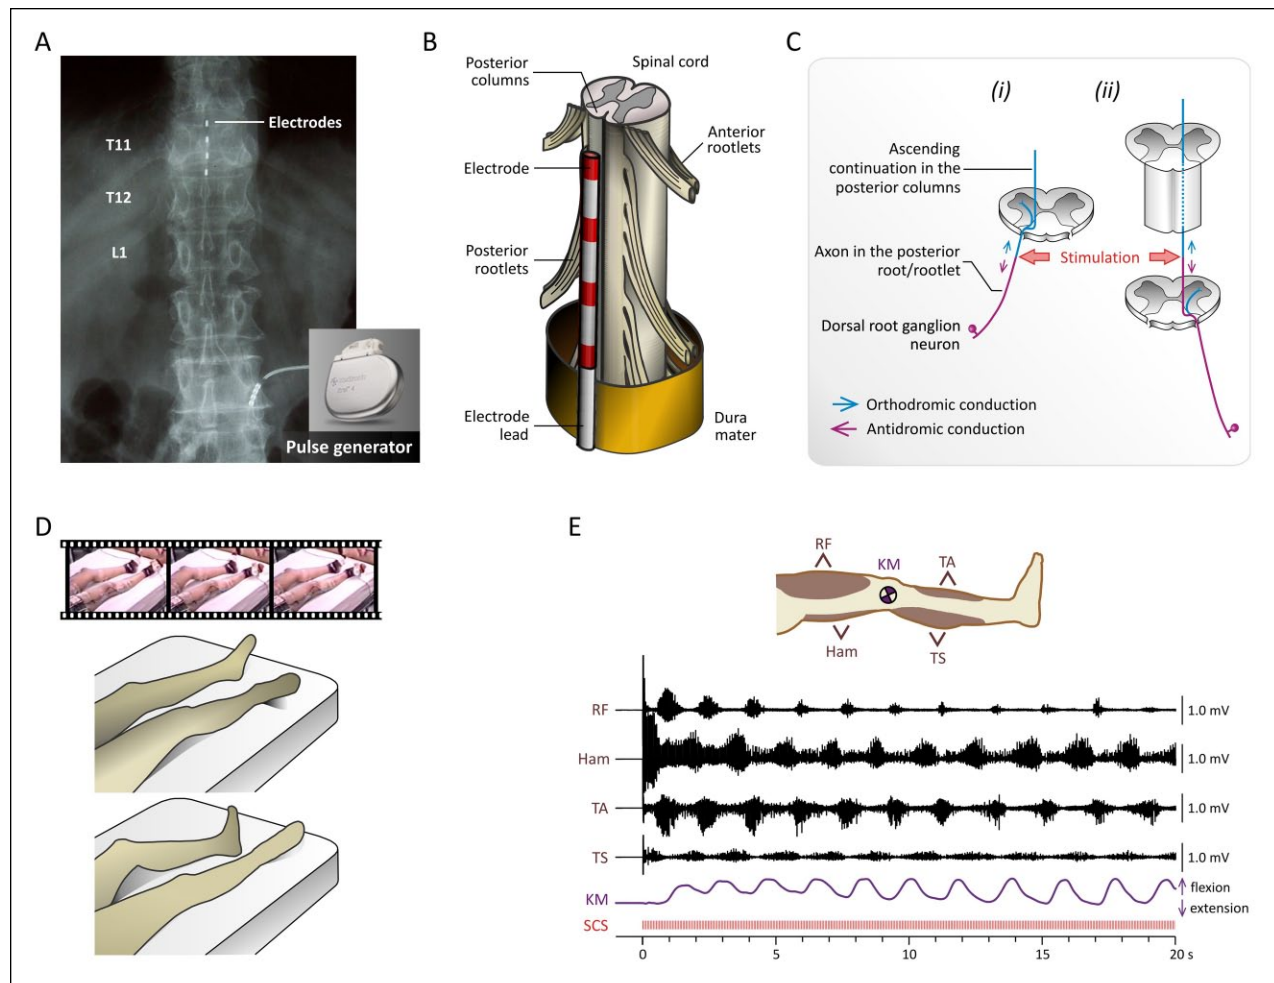 A
Electrodes
T11
T12
L1
Pulse generator
B
Posterior
columns
Spinal cord
Anterior
rootlets
Electrode
Posterior
rootlets
Electrode
lead
Dura
mater
C
(i)
(ii)
Ascending
continuation in the
posterior columns
Axon in the posterior
root/rootlet
Stimulation
Dorsal root ganglion
neuron
Orthodromic conduction
Antidromic conduction
D
E
RF
KM
TA
Ham
TS
RF
1.0 mV
Ham
1.0 mV
TA
1.0 mV
TS
1.0 mV
KM
flexion
extension
SCS
0 5 10 15 20 s